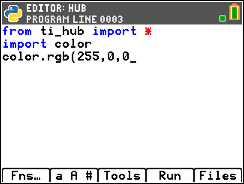 EDITOR: HUB
PROGRAM LINE 0003
from ti_hub import *
import color
color.rgb(255,0,0_
Fns… a A # Tools Run Files